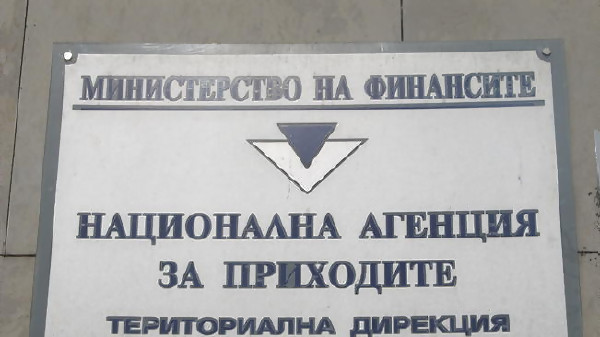 МИНИСТЕРСТВО НА ФИНАНСИТЕ
НАЦИОНАЛНА АГЕНЦИЯ
ЗА ПРИХОДИТЕ
ТЕРИТОРИАЛНА ДИРЕКЦИЯ